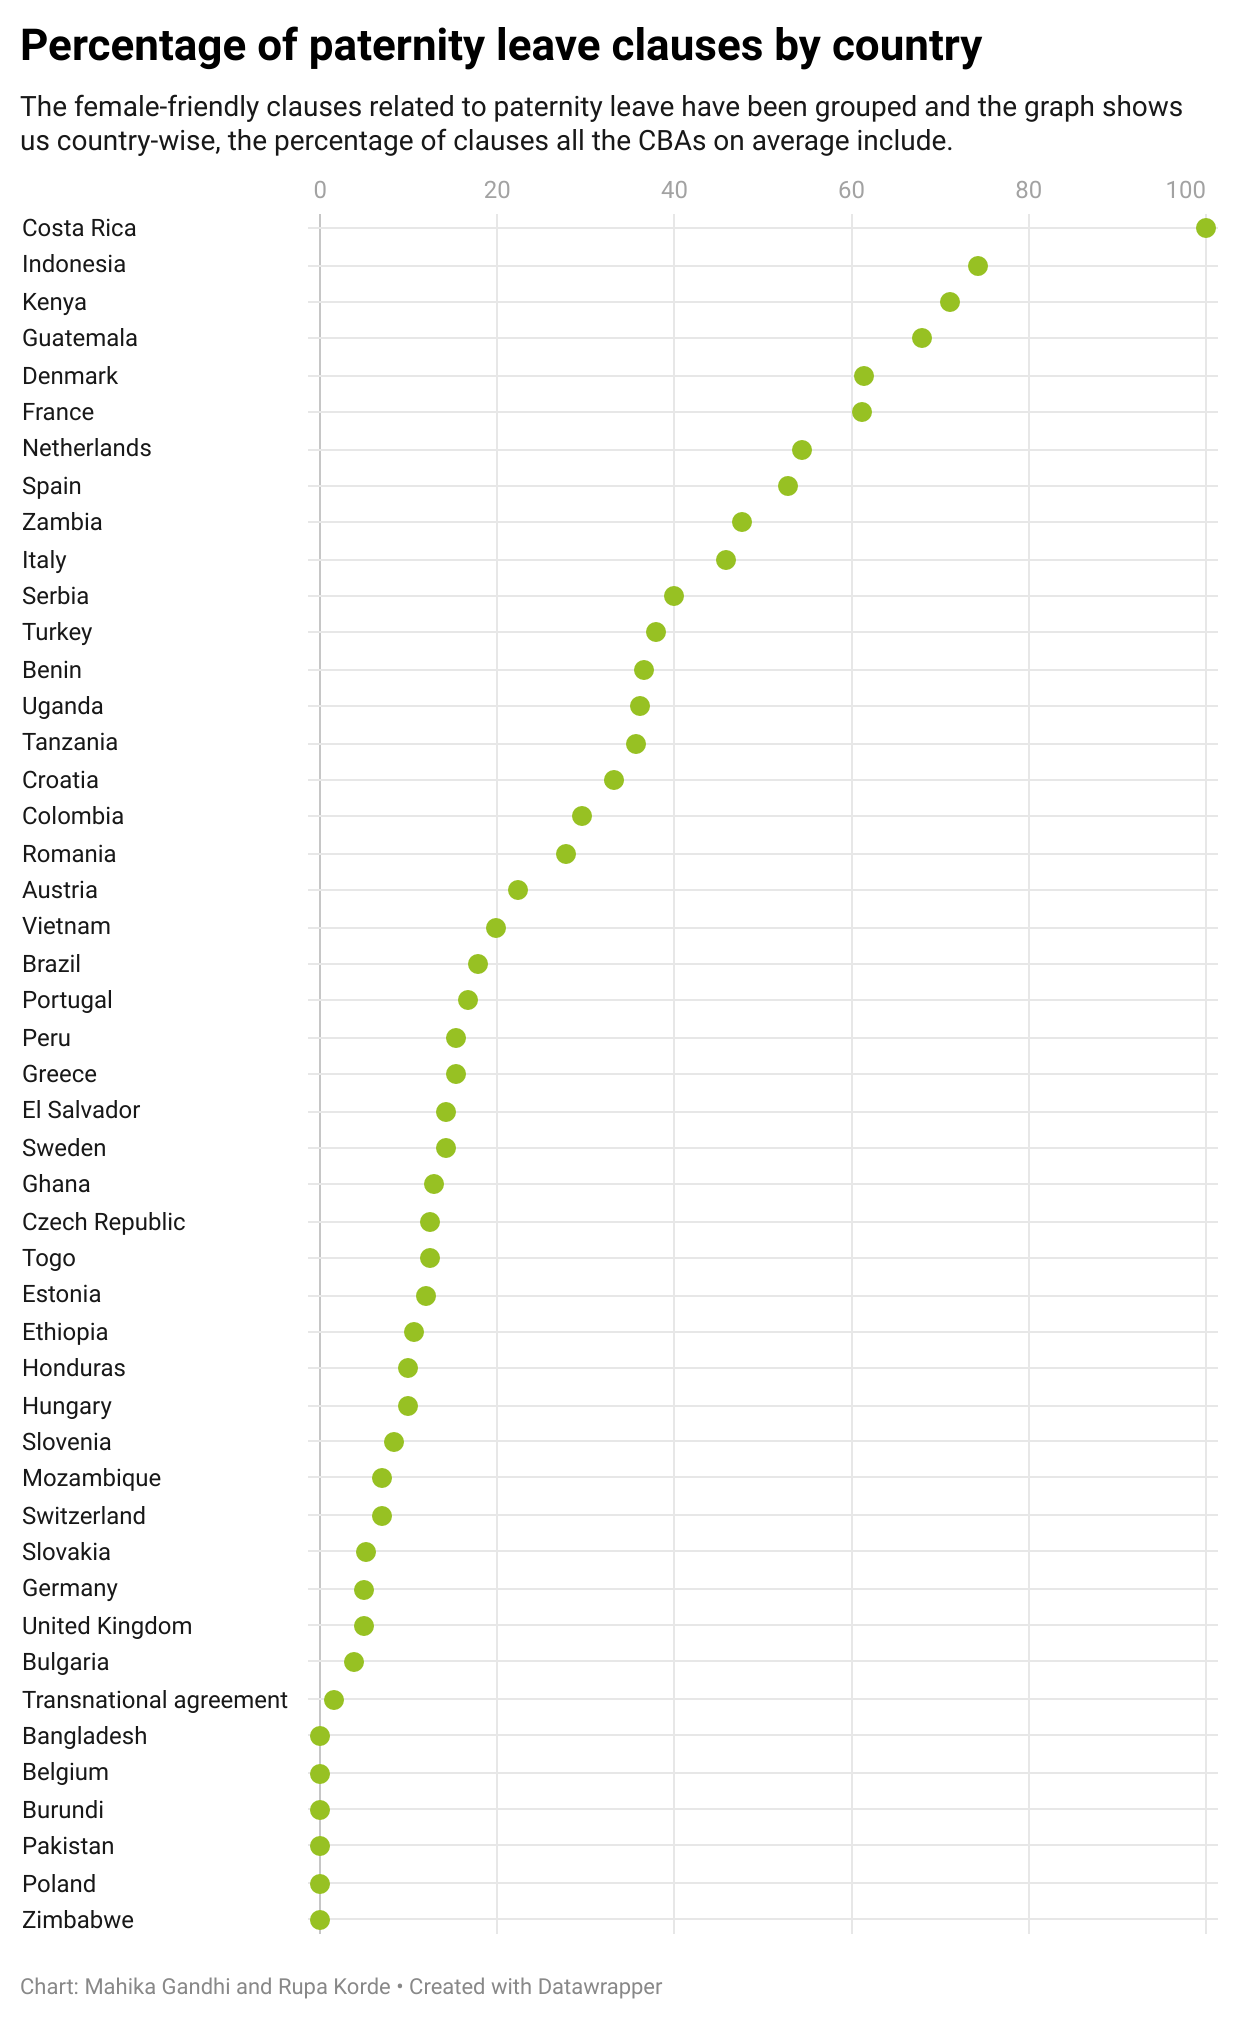 Percentage of paternity leave clauses by country
The female-friendly clauses related to paternity leave have been grouped and the graph shows
us country-wise, the percentage of clauses all the CBAs on average include.
0 20 40 60 80 100
Costa Rica
Indonesia
Kenya
Guatemala
Denmark
France
Netherlands
Spain
Zambia
Italy
Serbia
Turkey
Benin
Uganda
Tanzania
Croatia
Colombia
Romania
Austria
Vietnam
Brazil
Portugal
Peru
Greece
El Salvador
Sweden
Ghana
Czech Republic
Togo
Estonia
Ethiopia
Honduras
Hungary
Slovenia
Mozambique
Switzerland
Slovakia
Germany
United Kingdom
Bulgaria
Transnational agreement
Bangladesh
Belgium
Burundi
Pakistan
Poland
Zimbabwe
Chart: Mahika Gandhi and Rupa Korde • Created with Datawrapper